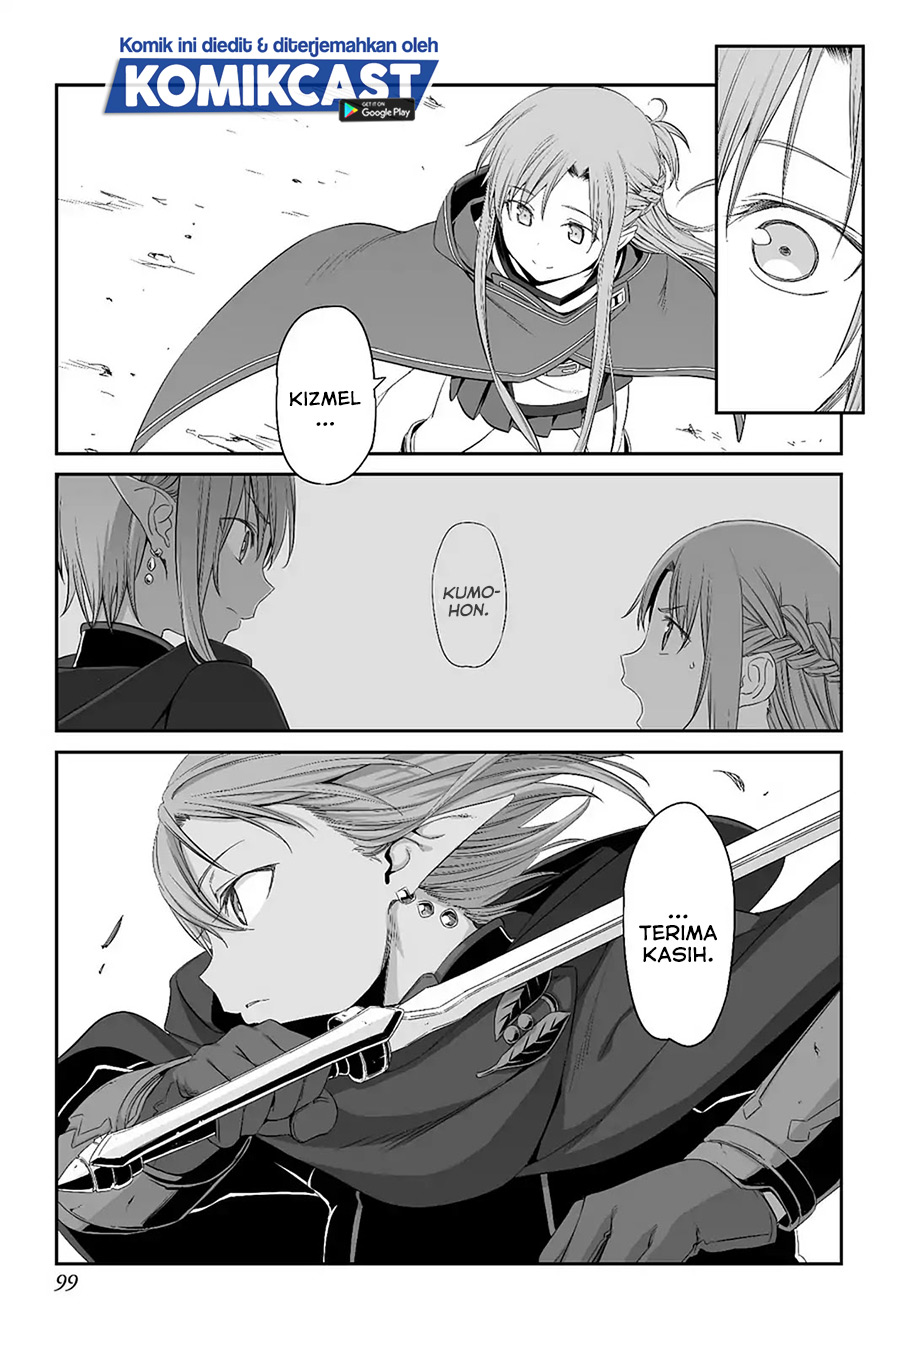 Komik ini diedit & diterjemahkan oleh
KOMIKCAST
GET IT ON
Google Play
KIZMEL
...
KUMO-
HON.
...
TERIMA
KASIH.
99